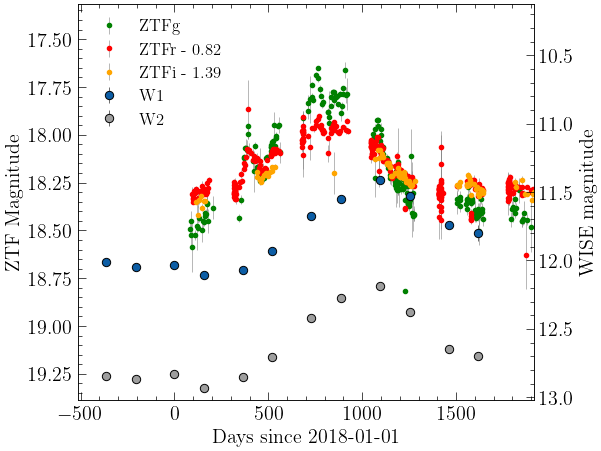 ZTFg
ZTFr - 0.82
ZTFi - 1.39
W1
W2
ZTF Magnitude
17.50
17.75
18.00
18.25
18.50
18.75
19.00
19.25
WISE magnitude
10.5
11.0
11.5
12.0
12.5
13.0
−500 0 500 1000 1500
Days since 2018-01-01